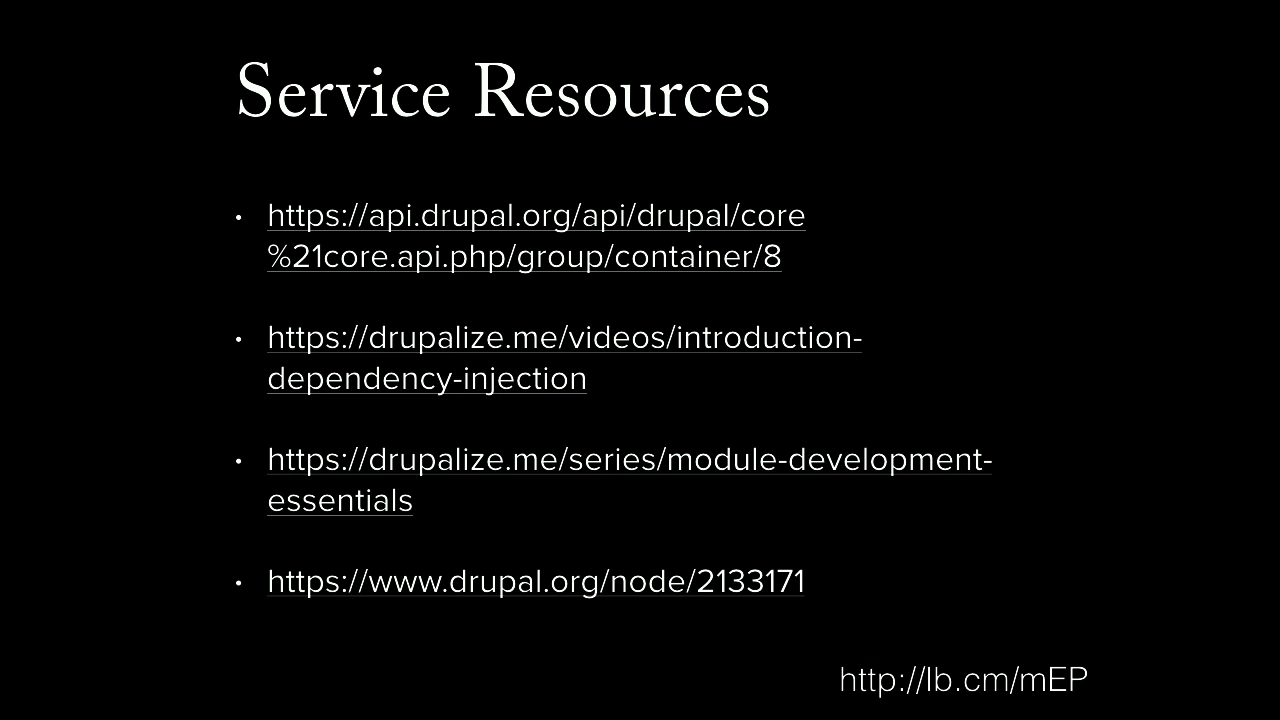 Service Resources
• https://api.drupal.org/api/drupal/core
%21core.api.php/group/container/8
• https://drupalize.me/videos/introduction-
dependency-injection
• https://drupalize.me/series/module-development-
essentials
• https://www.drupal.org/node/2133171
http://lb.cm/mEP